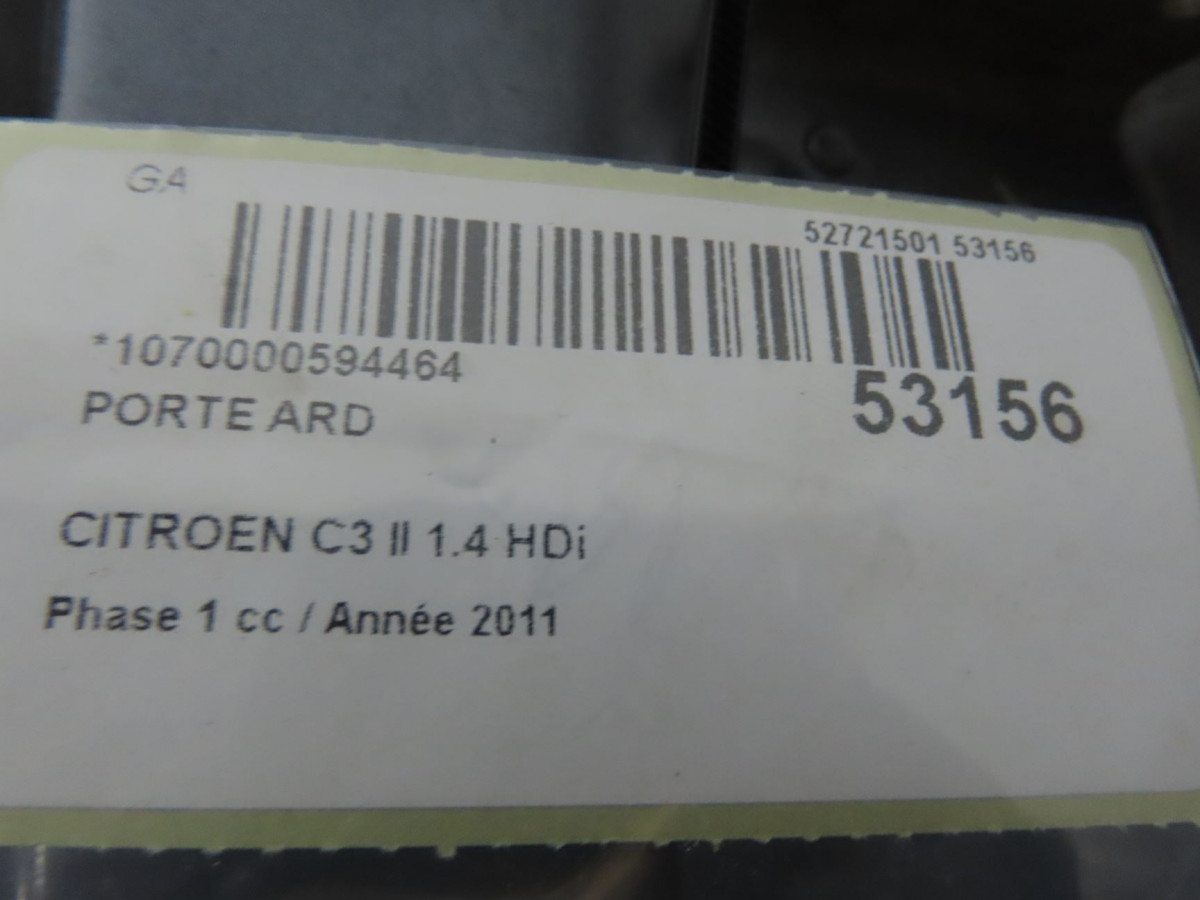 GA
52721501 53156
*1070000594464
53156
PORTE ARD
CITROEN C3 II 1.4 HDi
Phase 1 cc / Année 2011